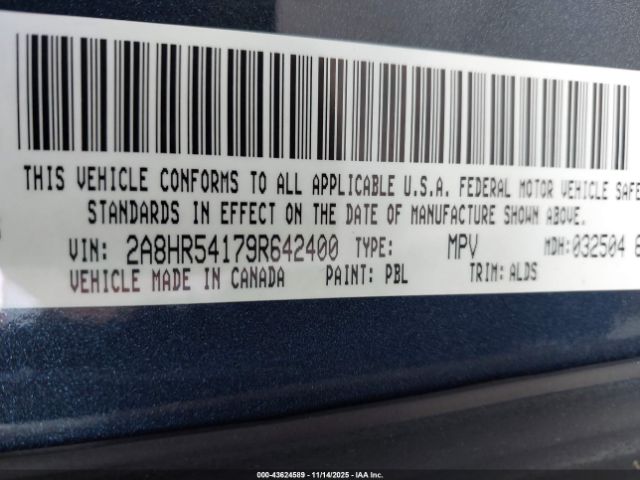 THIS VEHICLE CONFORMS TO ALL APPLICABLE U.S.A. FEDERAL MOTOR VEHICLE SAFE
STANDARDS IN EFFECT ON THE DATE OF MANUFACTURE SHOWN ABOVE.
VIN: 2A8HR54179R642400 TYPE: MPV MDH:032504
VEHICLE MADE IN CANADA PAINT: PBL TRIM: ALDS
000-43624589 — 11/14/2025 — IAA Inc.